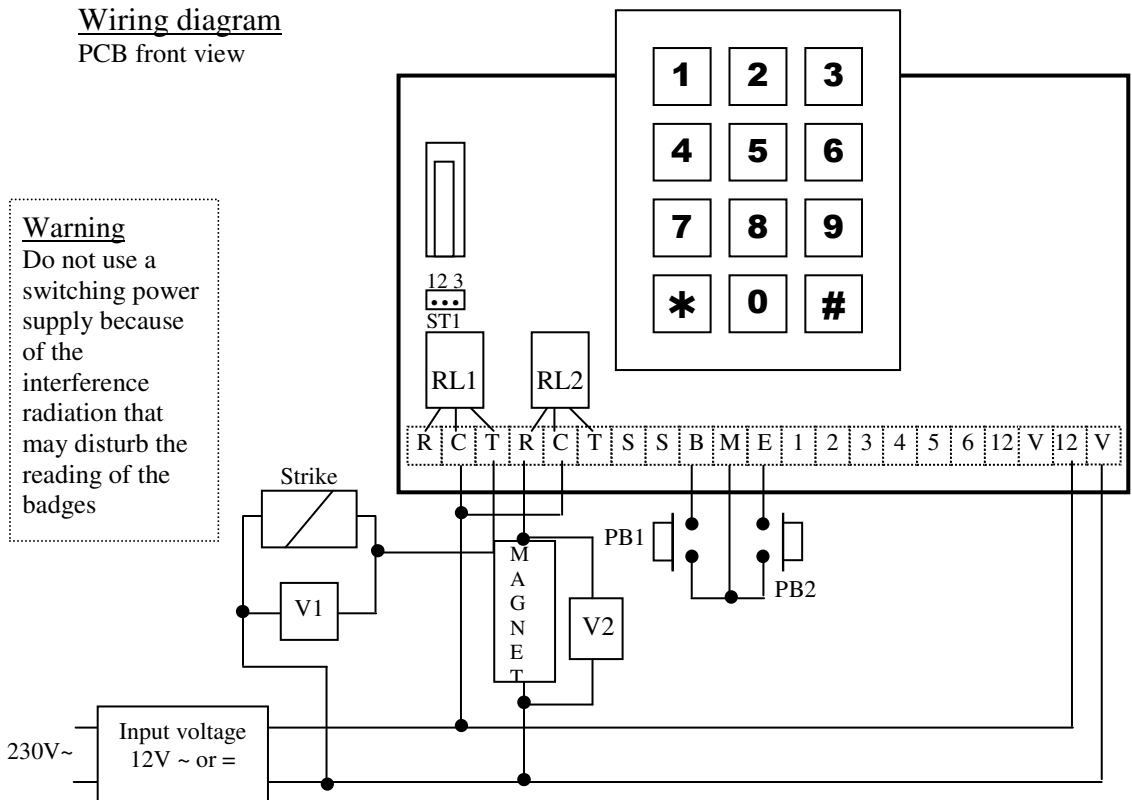 Wiring diagram
PCB front view
1 2 3
4 5 6
7 8 9
* 0 #
Warning
Do not use a
switching power
supply because
of the
interference
radiation that
may disturb the
reading of the
badges
12 3
ST1
RL1 RL2
R C T R C T S S B M E 1 2 3 4 5 6 12 V 12 V
Strike
PB1
PB2
V1
MAGNET
V2
230V~
Input voltage
12V ~ or =